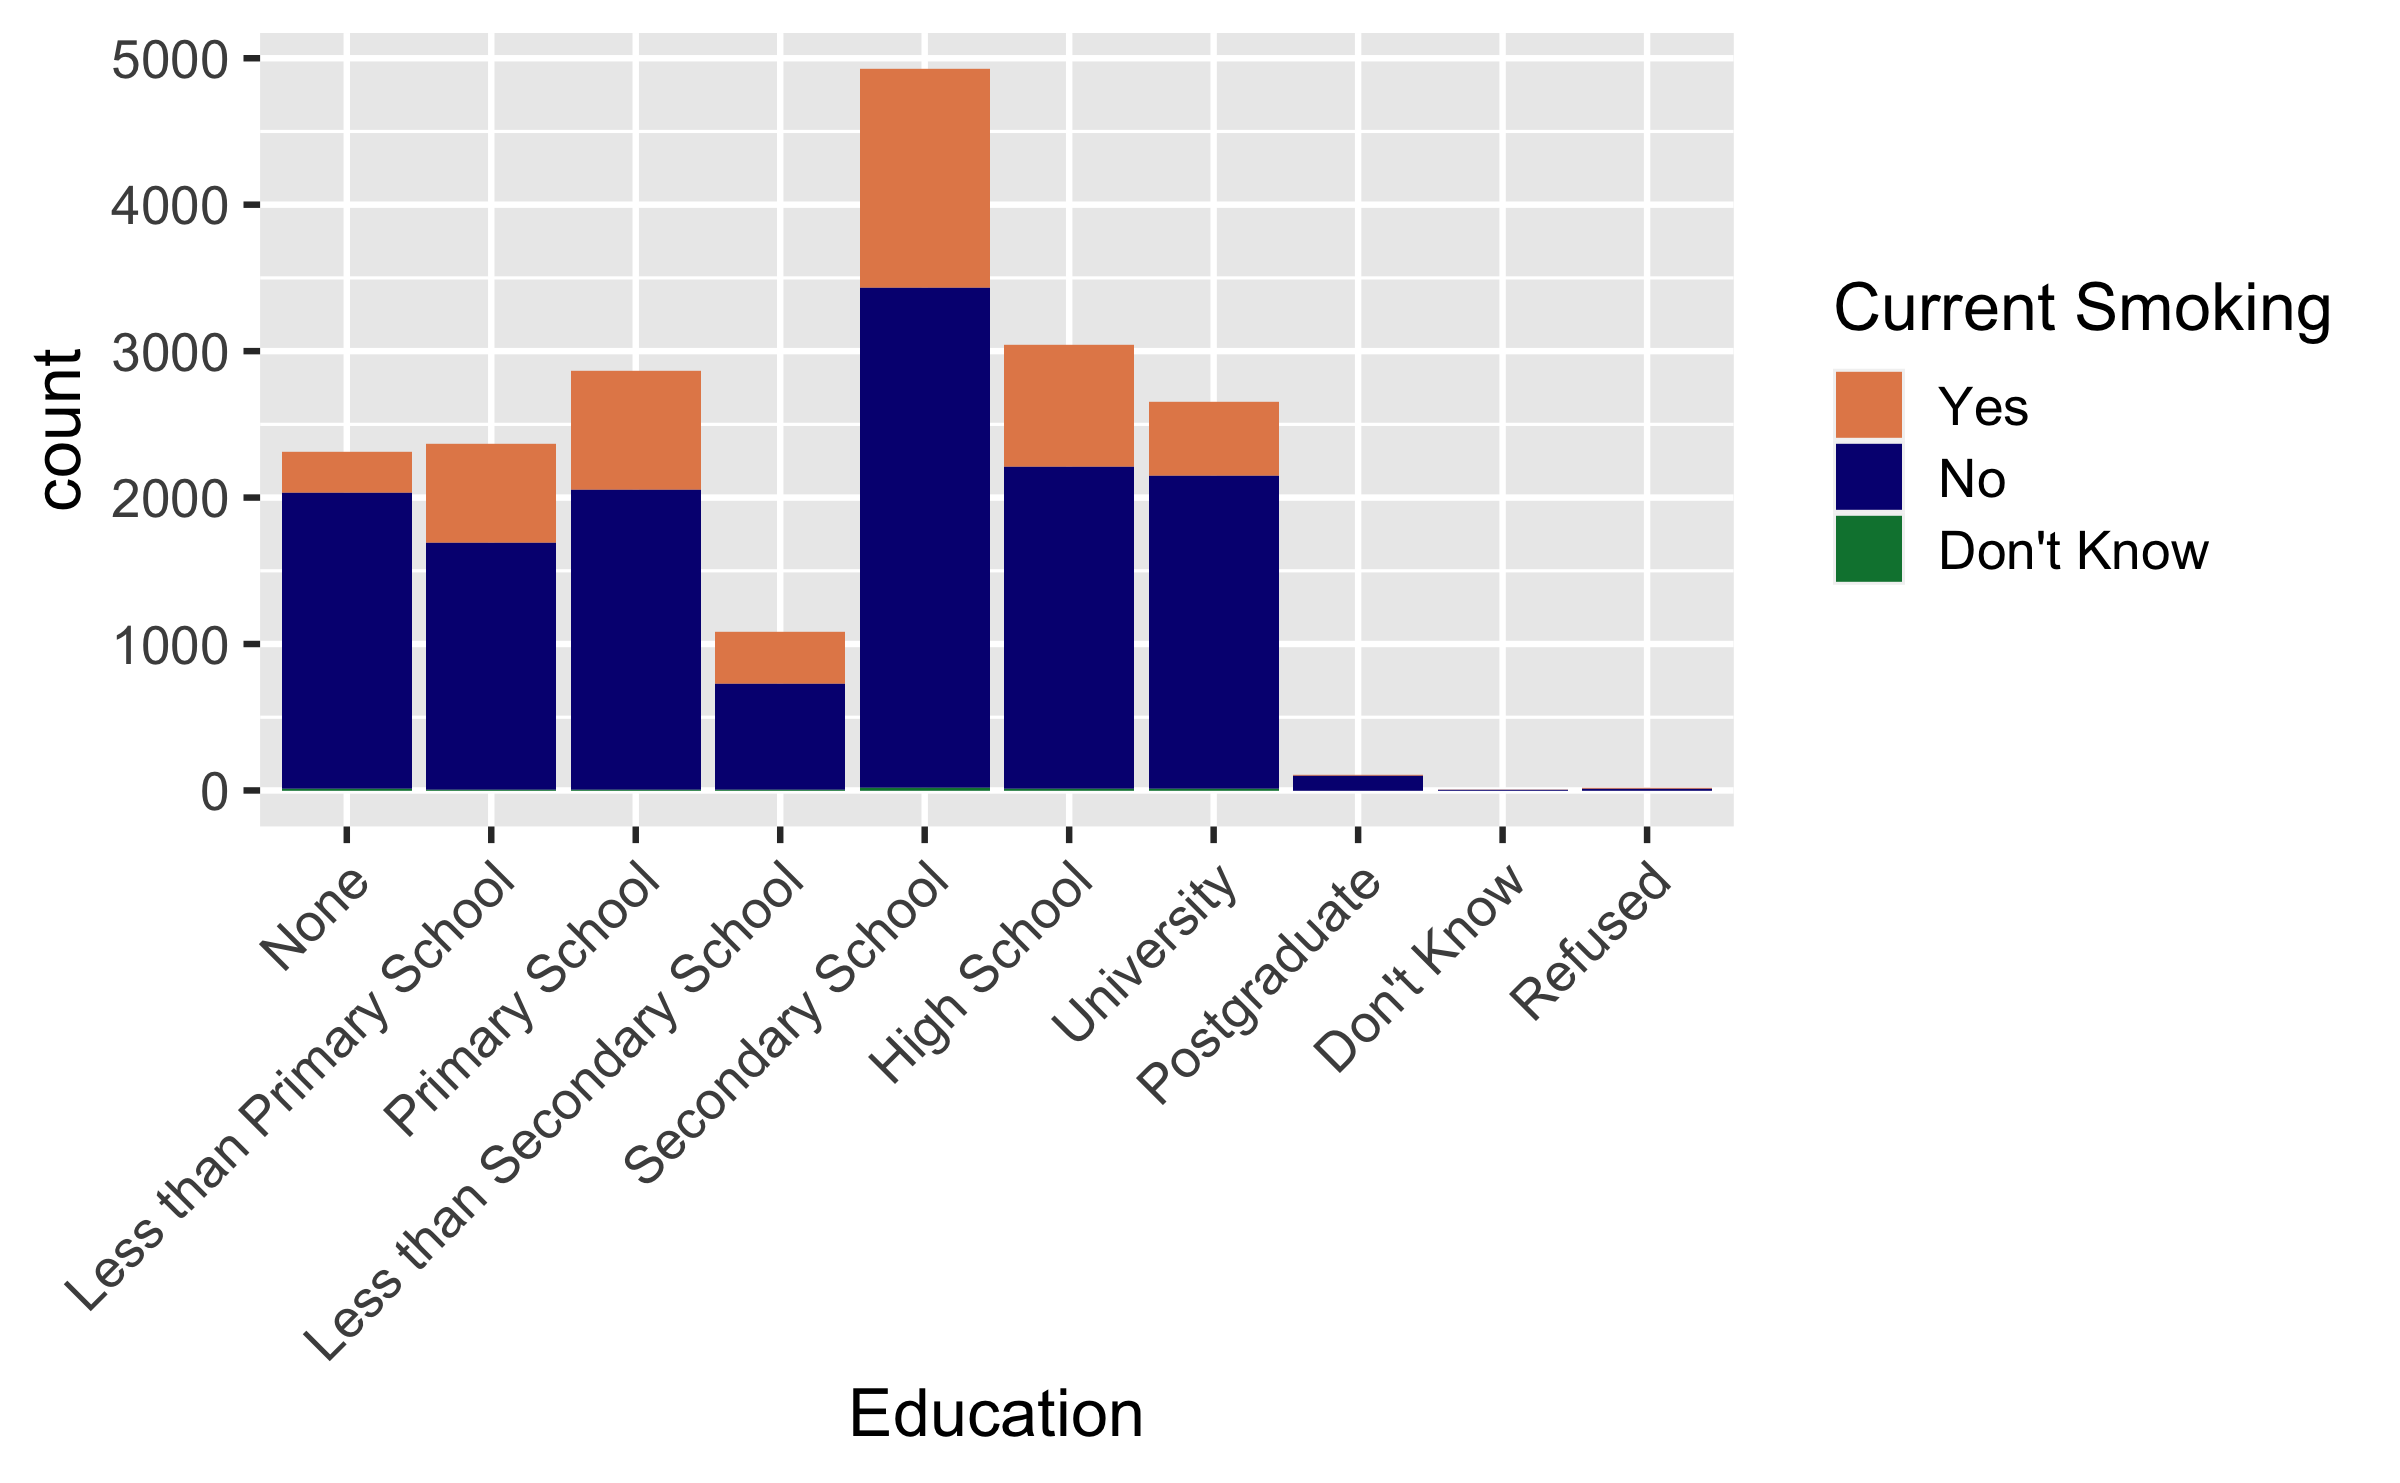 5000
4000
3000
2000
1000
0
count
None
Less than Primary School
Primary School
Less than Secondary School
Secondary School
High School
University
Postgraduate
Don't Know
Refused
Education
Current Smoking
Yes
No
Don't Know